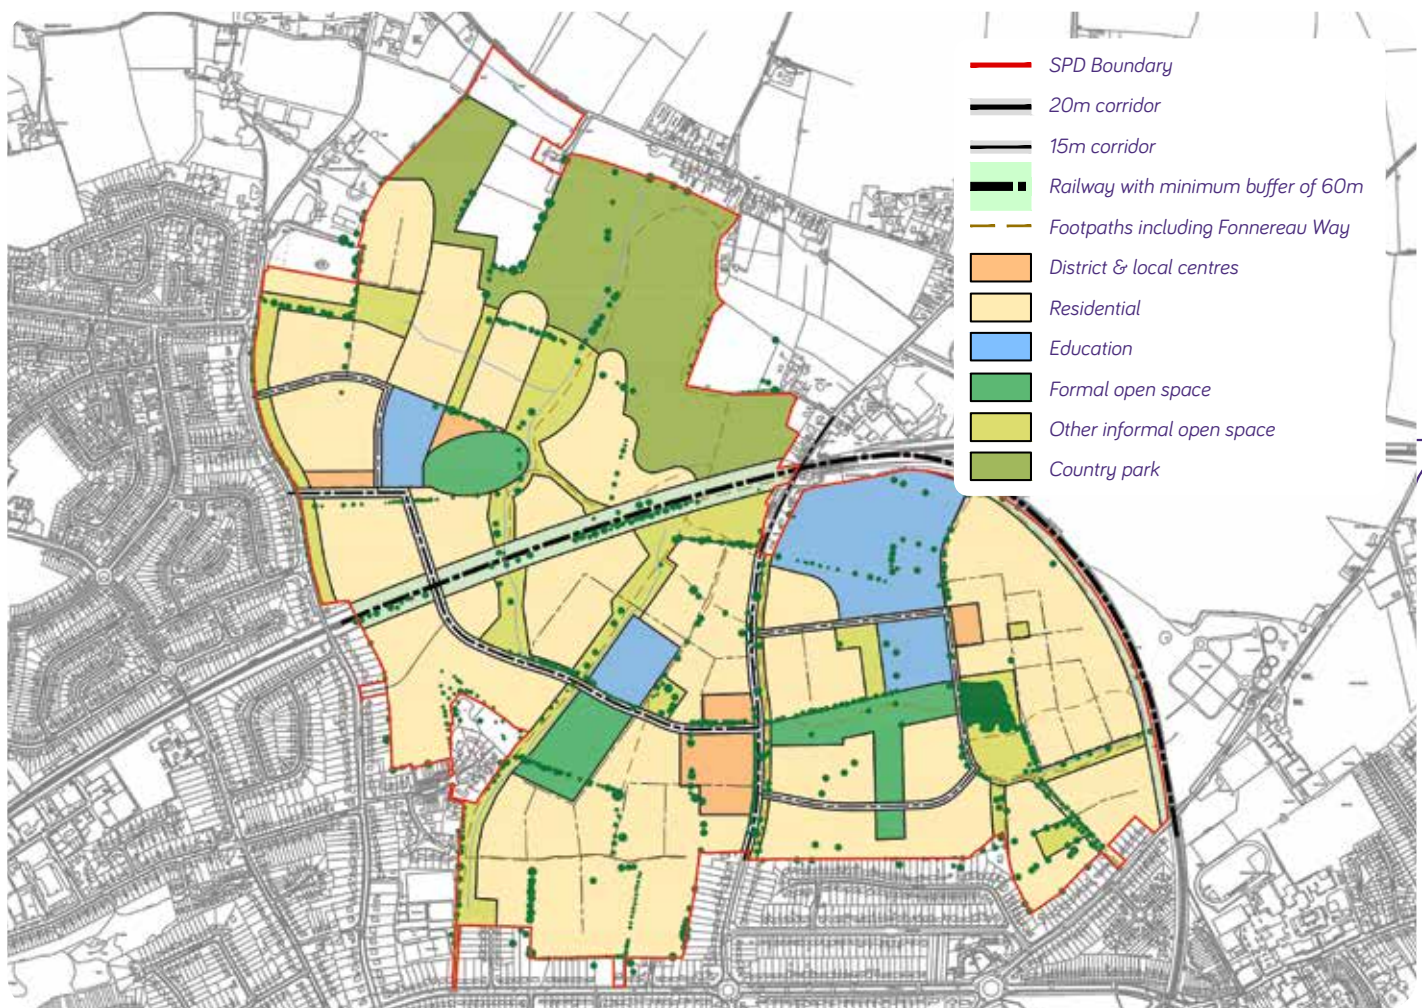 SPD Boundary
20m corridor
15m corridor
Railway with minimum buffer of 60m
Footpaths including Fonnereau Way
District & local centres
Residential
Education
Formal open space
Other informal open space
Country park